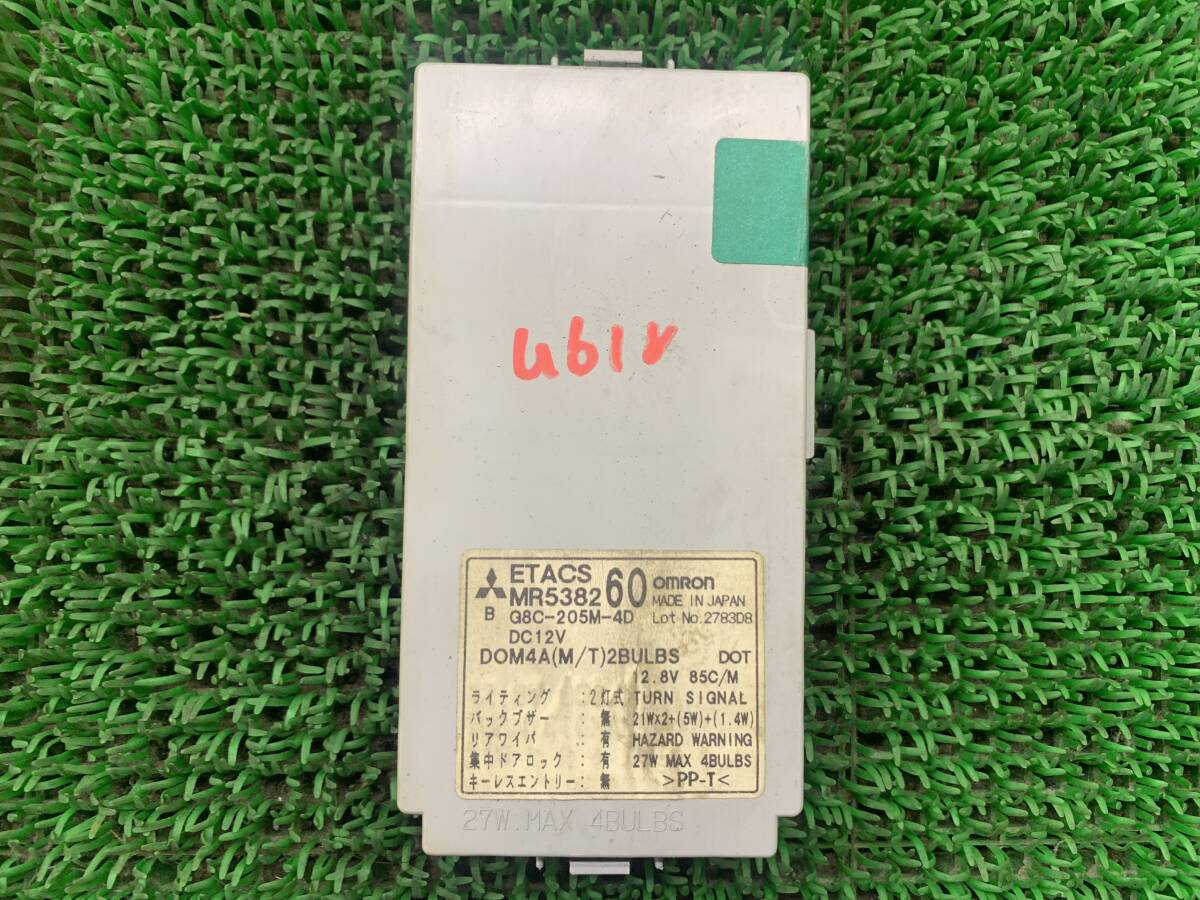 U61V
ETACS
MR538260
omron
MADE IN JAPAN
B G8C-205M-4D Lot No.2783D8
DC12V
DOM4A(M/T)2BULBS DOT
12.8V 85C/M
ライティング :2灯式 TURN SIGNAL
バックブザー : 無 21W×2+(5W)+(1.4W)
リアワイパ : 有 HAZARD WARNING
集中ドアロック: 有 27W MAX 4BULBS
キーレスエントリー: 無 >PP-T<
27W.MAX 4BULBS